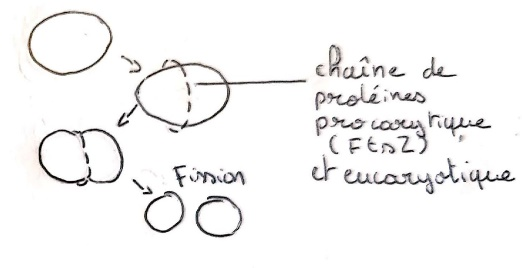 chaîne de
protéines
procaryotique
(FtsZ)
et eucaryotique
Fission